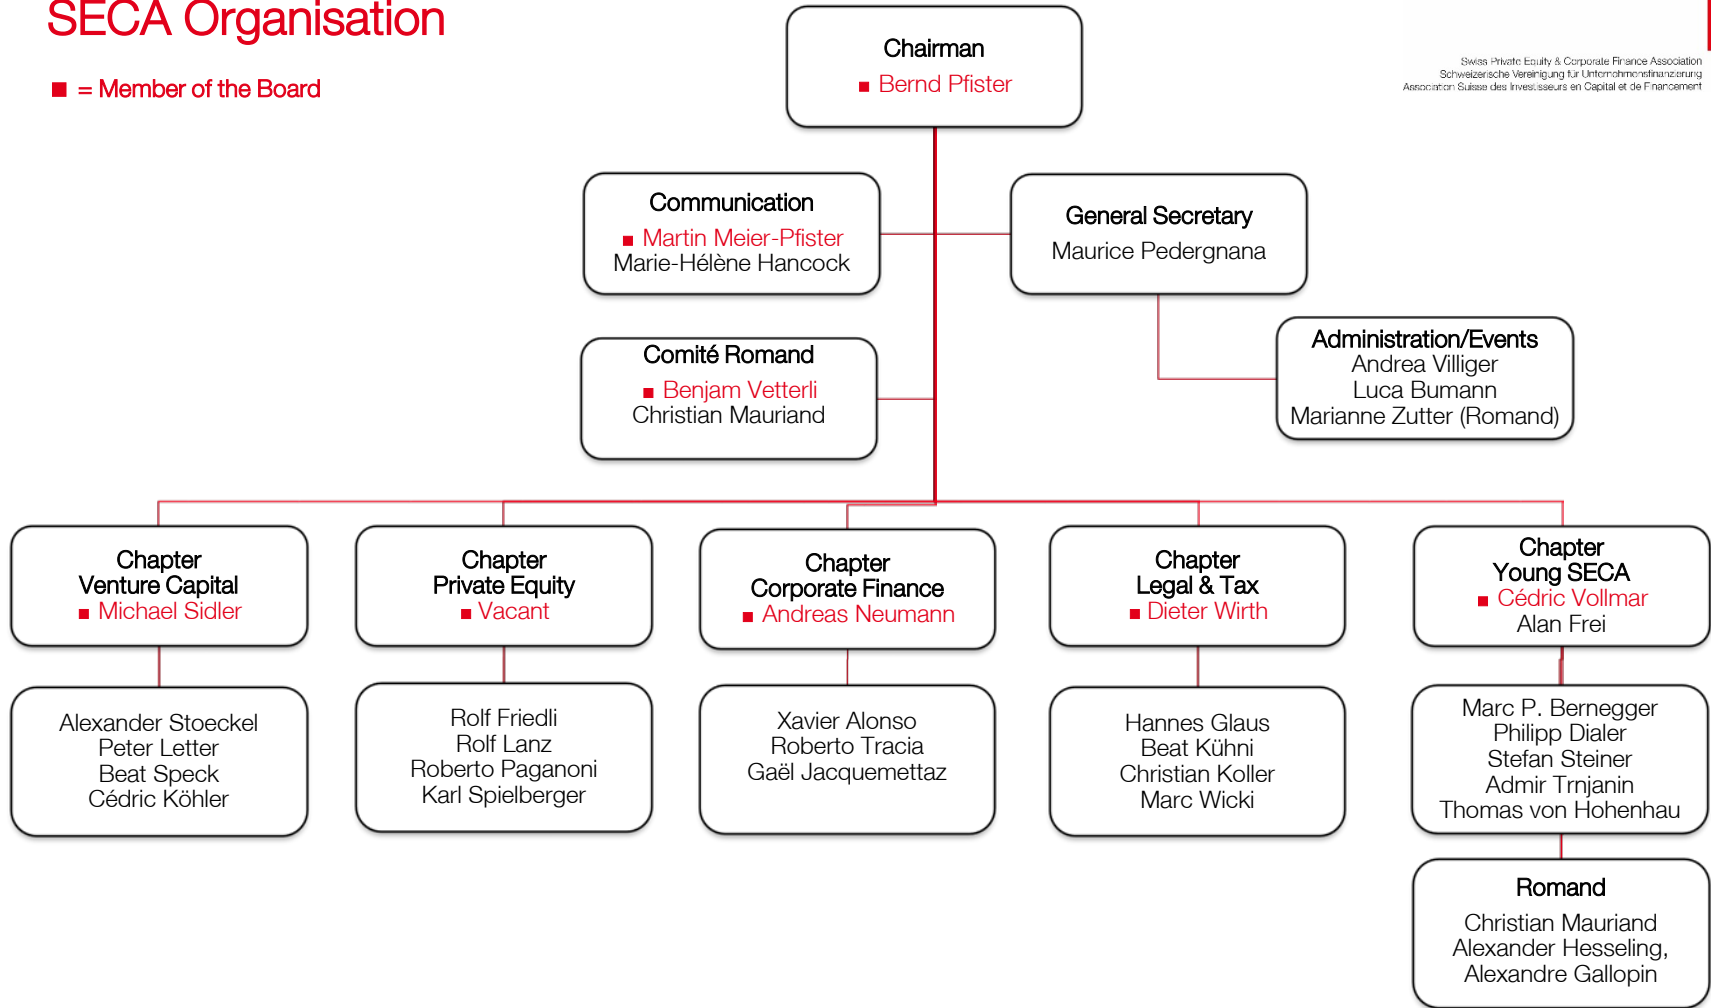 SECA Organisation
■ = Member of the Board
Swiss Private Equity & Corporate Finance Association
Schweizerische Vereinigung für Unternehmensfinanzierung
Association Suisse des Investisseurs en Capital et de Financement
Chairman
■ Bernd Pfister
Communication
■ Martin Meier-Pfister
Marie-Hélène Hancock
General Secretary
Maurice Pedergnana
Administration/Events
Andrea Villiger
Luca Bumann
Marianne Zutter (Romand)
Comité Romand
■ Benjam Vetterli
Christian Mauriand
Chapter
Venture Capital
■ Michael Sidler
Chapter
Private Equity
■ Vacant
Chapter
Corporate Finance
■ Andreas Neumann
Chapter
Legal & Tax
■ Dieter Wirth
Chapter
Young SECA
■ Cédric Vollmar
Alan Frei
Alexander Stoeckel
Peter Letter
Beat Speck
Cédric Köhler
Rolf Friedli
Rolf Lanz
Roberto Paganoni
Karl Spielberger
Xavier Alonso
Roberto Tracia
Gaël Jacquemettaz
Hannes Glaus
Beat Kühni
Christian Koller
Marc Wicki
Marc P. Bernegger
Philipp Dialer
Stefan Steiner
Admir Trnjanin
Thomas von Hohenhau
Romand
Christian Mauriand
Alexander Hesseling,
Alexandre Gallopin